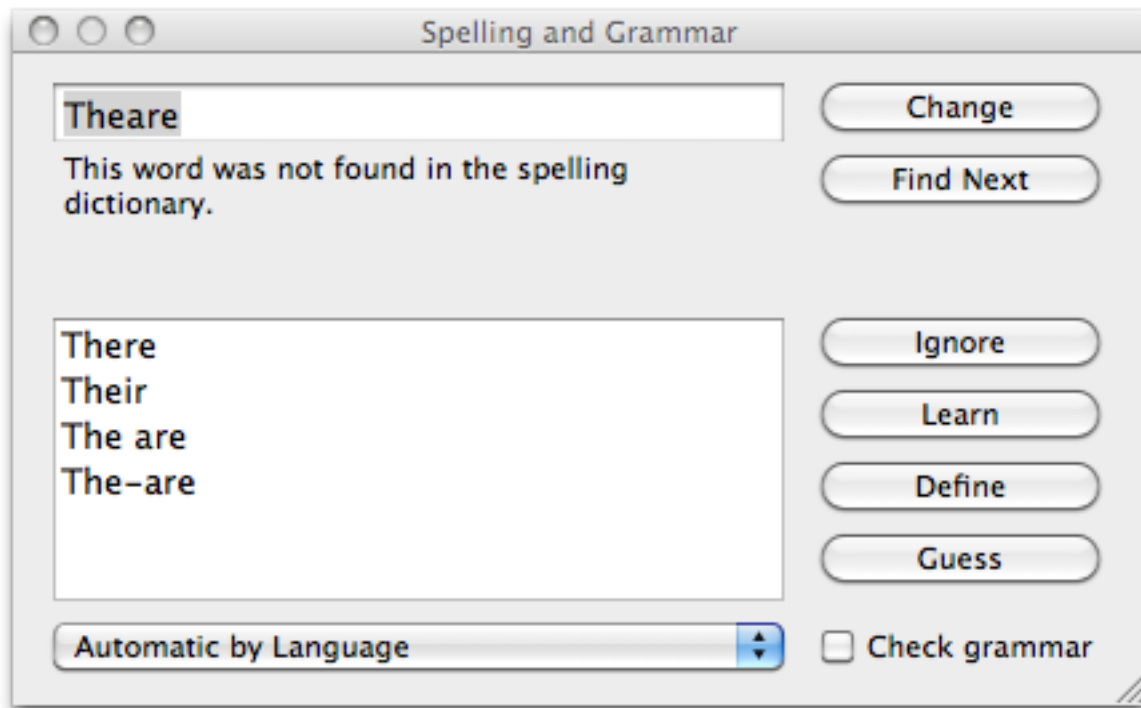 Spelling and Grammar
Theare
Change
This word was not found in the spelling
dictionary.
Find Next
There
Their
The are
The-are
Ignore
Learn
Define
Guess
Automatic by Language
Check grammar